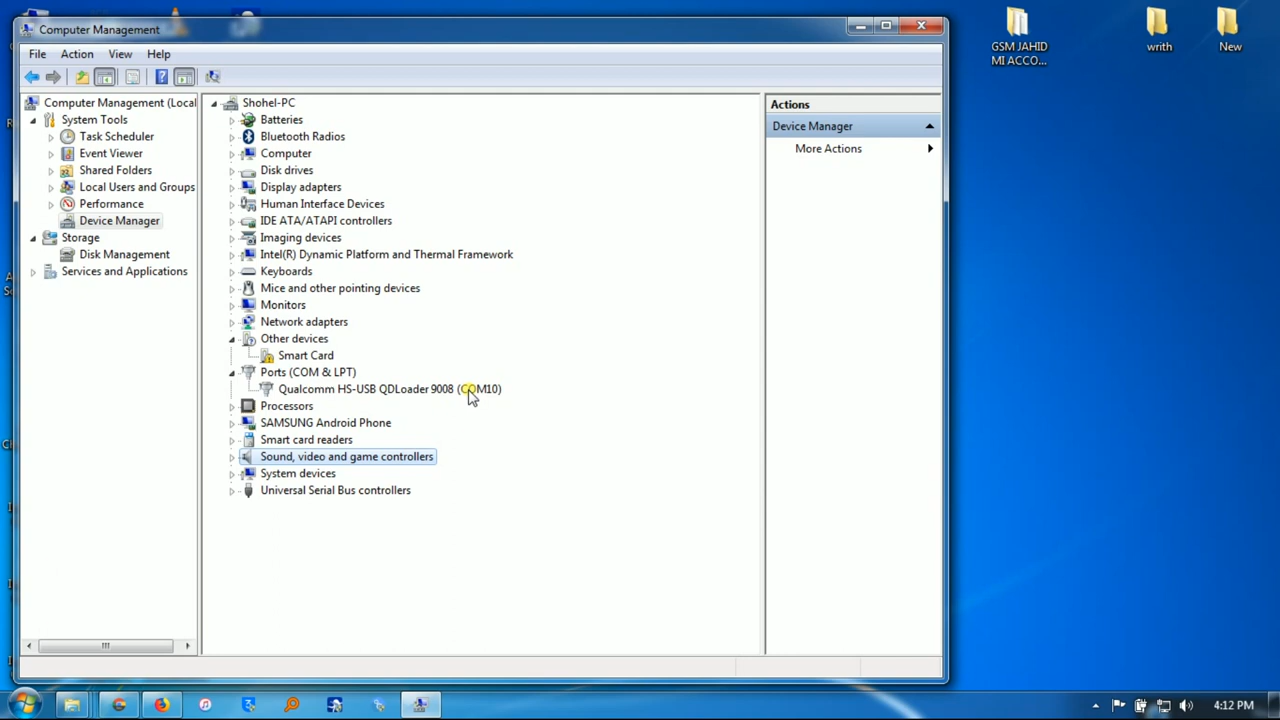 Computer Management
File Action View Help
Computer Management (Local
System Tools
Task Scheduler
Event Viewer
Shared Folders
Local Users and Groups
Performance
Device Manager
Storage
Disk Management
Services and Applications
Shohel-PC
Batteries
Bluetooth Radios
Computer
Disk drives
Display adapters
Human Interface Devices
IDE ATA/ATAPI controllers
Imaging devices
Intel(R) Dynamic Platform and Thermal Framework
Keyboards
Mice and other pointing devices
Monitors
Network adapters
Other devices
Smart Card
Ports (COM & LPT)
Qualcomm HS-USB QDLoader 9008 (COM10)
Processors
SAMSUNG Android Phone
Smart card readers
Sound, video and game controllers
System devices
Universal Serial Bus controllers
Actions
Device Manager
More Actions
GSM JAHID
MI ACCO...
writh
New
4:12 PM